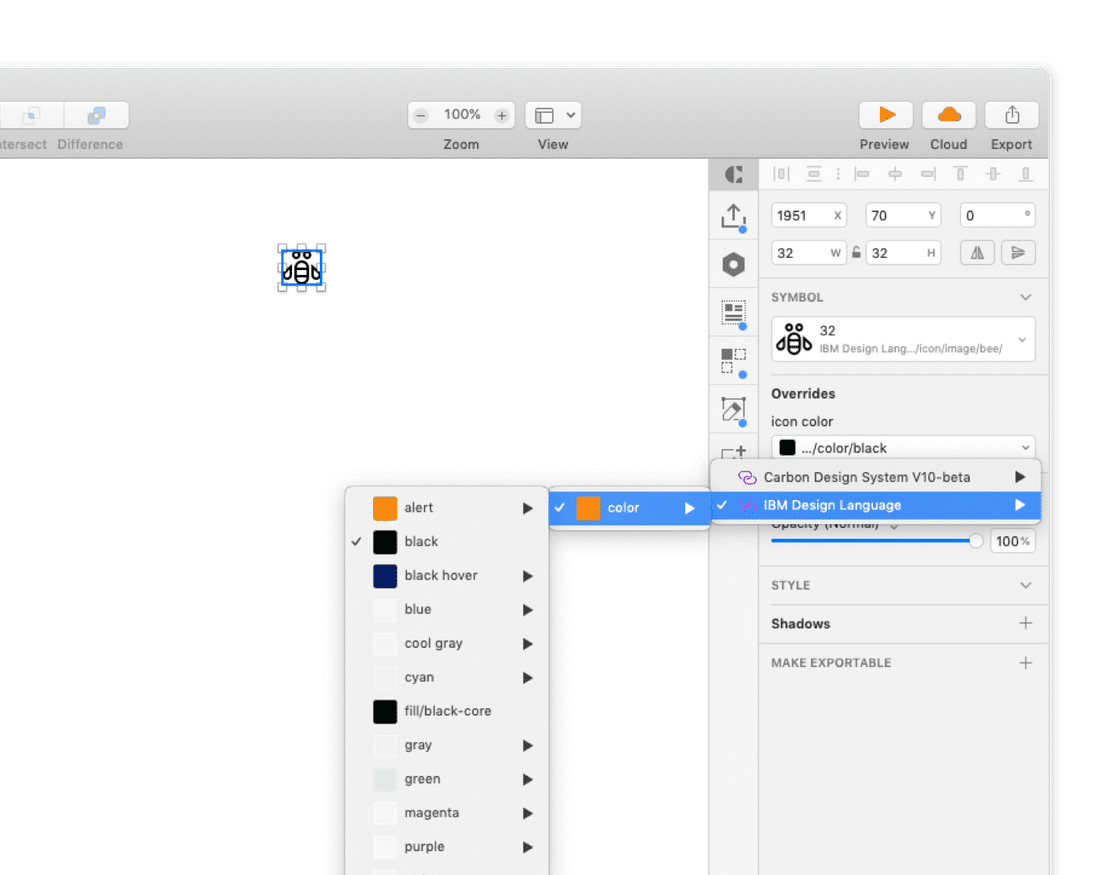 100%
ntersect Difference
Zoom
View
Preview
Cloud
Export
1951 X
70 Y
0 °
32 W
32 H
SYMBOL
32
IBM Design Lang.../icon/image/bee/
Overrides
icon color
.../color/black
Carbon Design System V10-beta
IBM Design Language
color
Opacity (Normal)
100%
alert
black
black hover
blue
cool gray
cyan
fill/black-core
gray
green
magenta
purple
STYLE
Shadows
MAKE EXPORTABLE